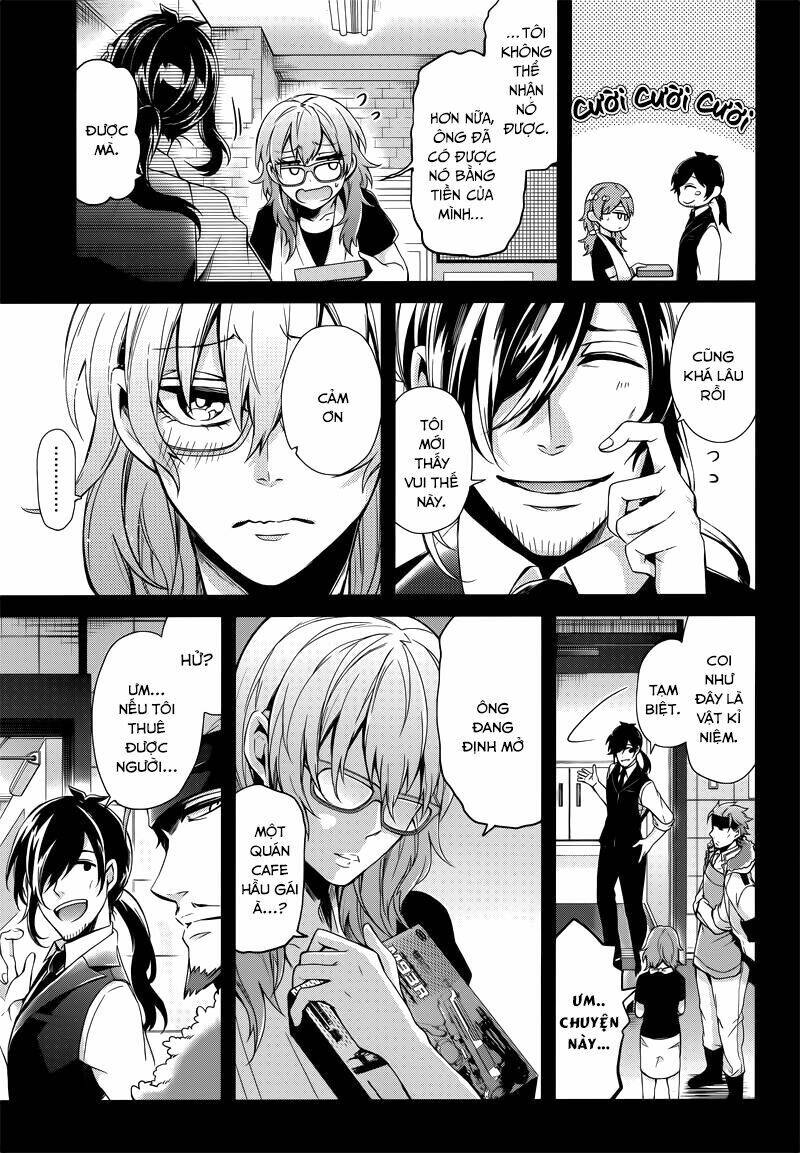 CƯỜI CƯỜI CƯỜI
...TÔI
KHÔNG
THỂ
NHẬN
NÓ
ĐƯỢC.
HƠN NỮA,
ÔNG ĐÃ
CÓ ĐƯỢC
NÓ BẰNG
TIỀN CỦA
MÌNH...
ĐƯỢC
MÀ.
CŨNG
KHÁ LÂU
RỒI
TÔI
MỚI
THẤY
VUI THẾ
NÀY.
CẢM
ƠN
.........
COI
NHƯ
ĐÂY LÀ
VẬT KỈ
NIỆM.
TẠM
BIỆT.
ƯM..
CHUYỆN
NÀY...
ÔNG
ĐANG
ĐỊNH MỞ
MỘT
QUÁN
CAFE
HẦU GÁI
À...?
HỬ?
ƯM...
NẾU TÔI
THUÊ
ĐƯỢC
NGƯỜI...